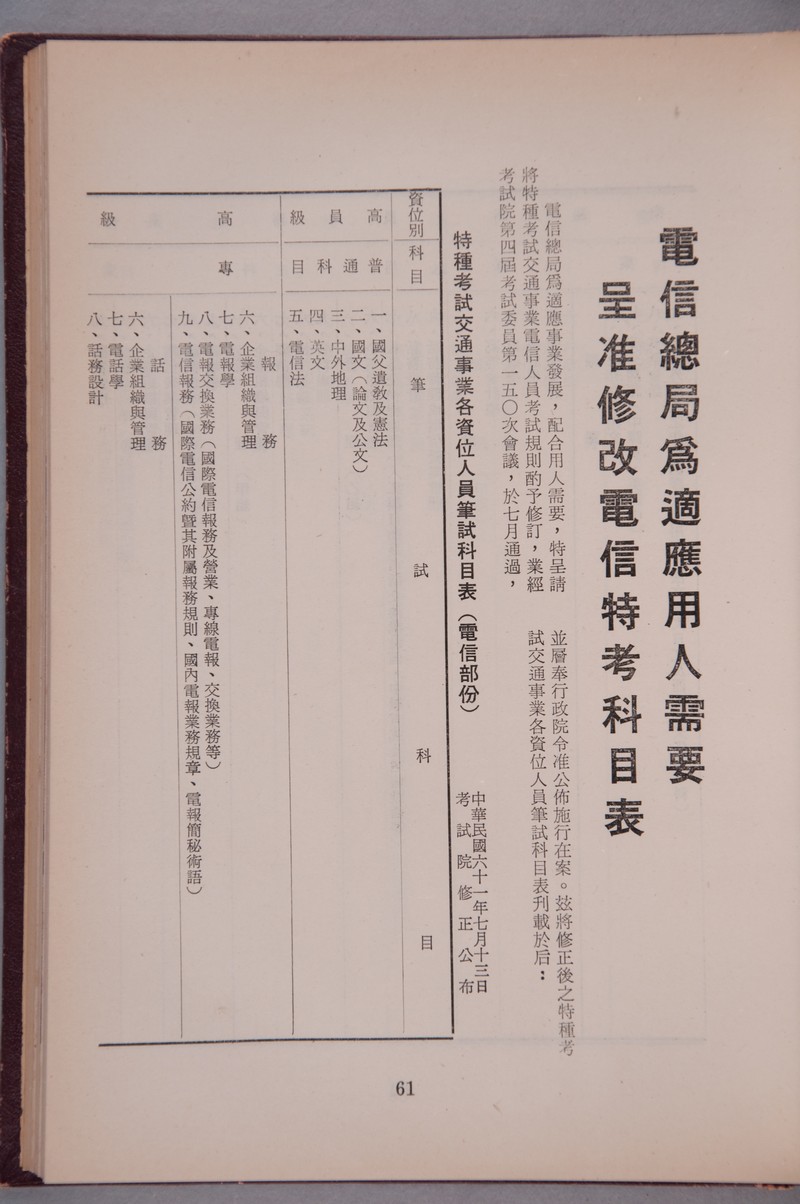 電信總局爲適應用人需要
呈准修改電信特考科目表
電信總局爲適應事業發展，配合用人需要，特呈請
將特種考試交通事業電信人員考試規則酌予修訂，業經
考試院第四屆考試委員第一五〇次會議，於七月通過，
並層奉行政院令准公佈施行在案。茲將修正後之特種考
試交通事業各資位人員筆試科目表刋載於后：
特種考試交通事業各資位人員筆試科目表（電信部份）
中華民國六十一年七月十三日
考試院修正公布
資位別
科目
筆試科目
高員級
普通科目
一、國父遺敎及憲法
二、國文（論文及公文）
三、中外地理
四、英文
五、電信法
高級
專
報務
六、企業組織與管理
七、電報學
八、電報交換業務（國際電信報務及營業、專線電報、交換業務等）
九、電信報務（國際電信公約曁其附屬報務規則、國內電報業務規章、電報簡秘術語）
話務
六、企業組織與管理
七、電話學
八、話務設計
61